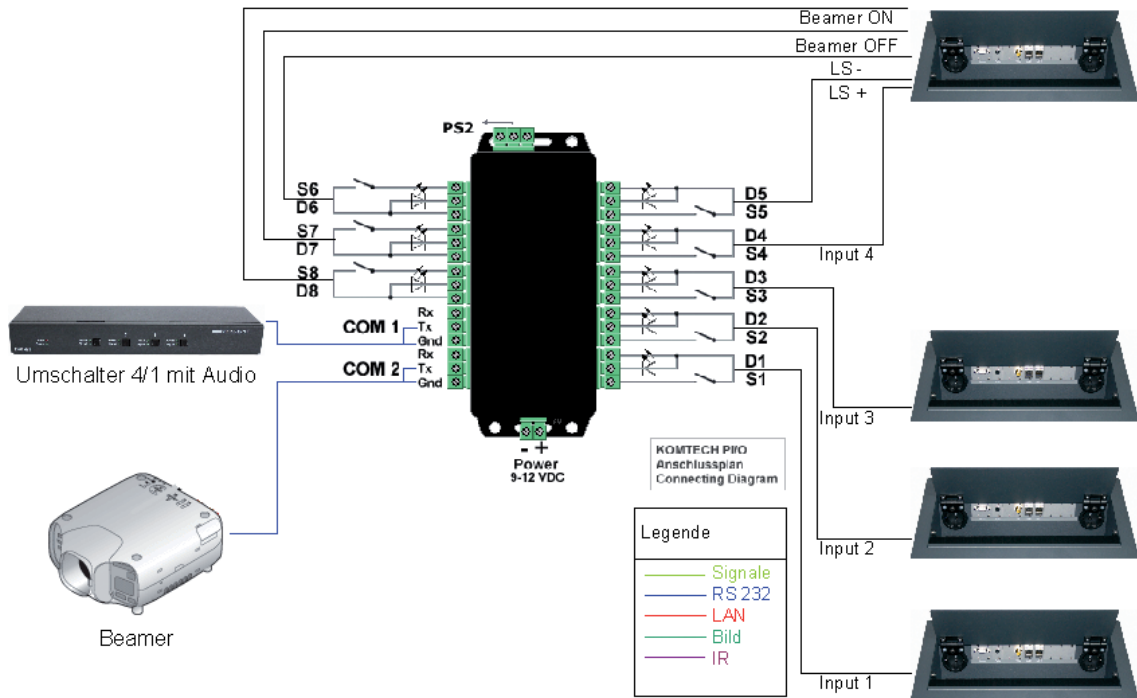 Beamer ON
Beamer OFF
LS -
LS +
PS2
S6
D6
S7
D7
S8
D8
D5
S5
D4
S4
D3
S3
D2
S2
D1
S1
Input 4
Rx
COM 1 Tx
Gnd
Rx
COM 2 Tx
Gnd
Umschalter 4/1 mit Audio
Input 3
- +
Power
9-12 VDC
KOMTECH PI/O
Anschlussplan
Connecting Diagram
Legende
Signale
RS 232
LAN
Bild
IR
Input 2
Beamer
Input 1